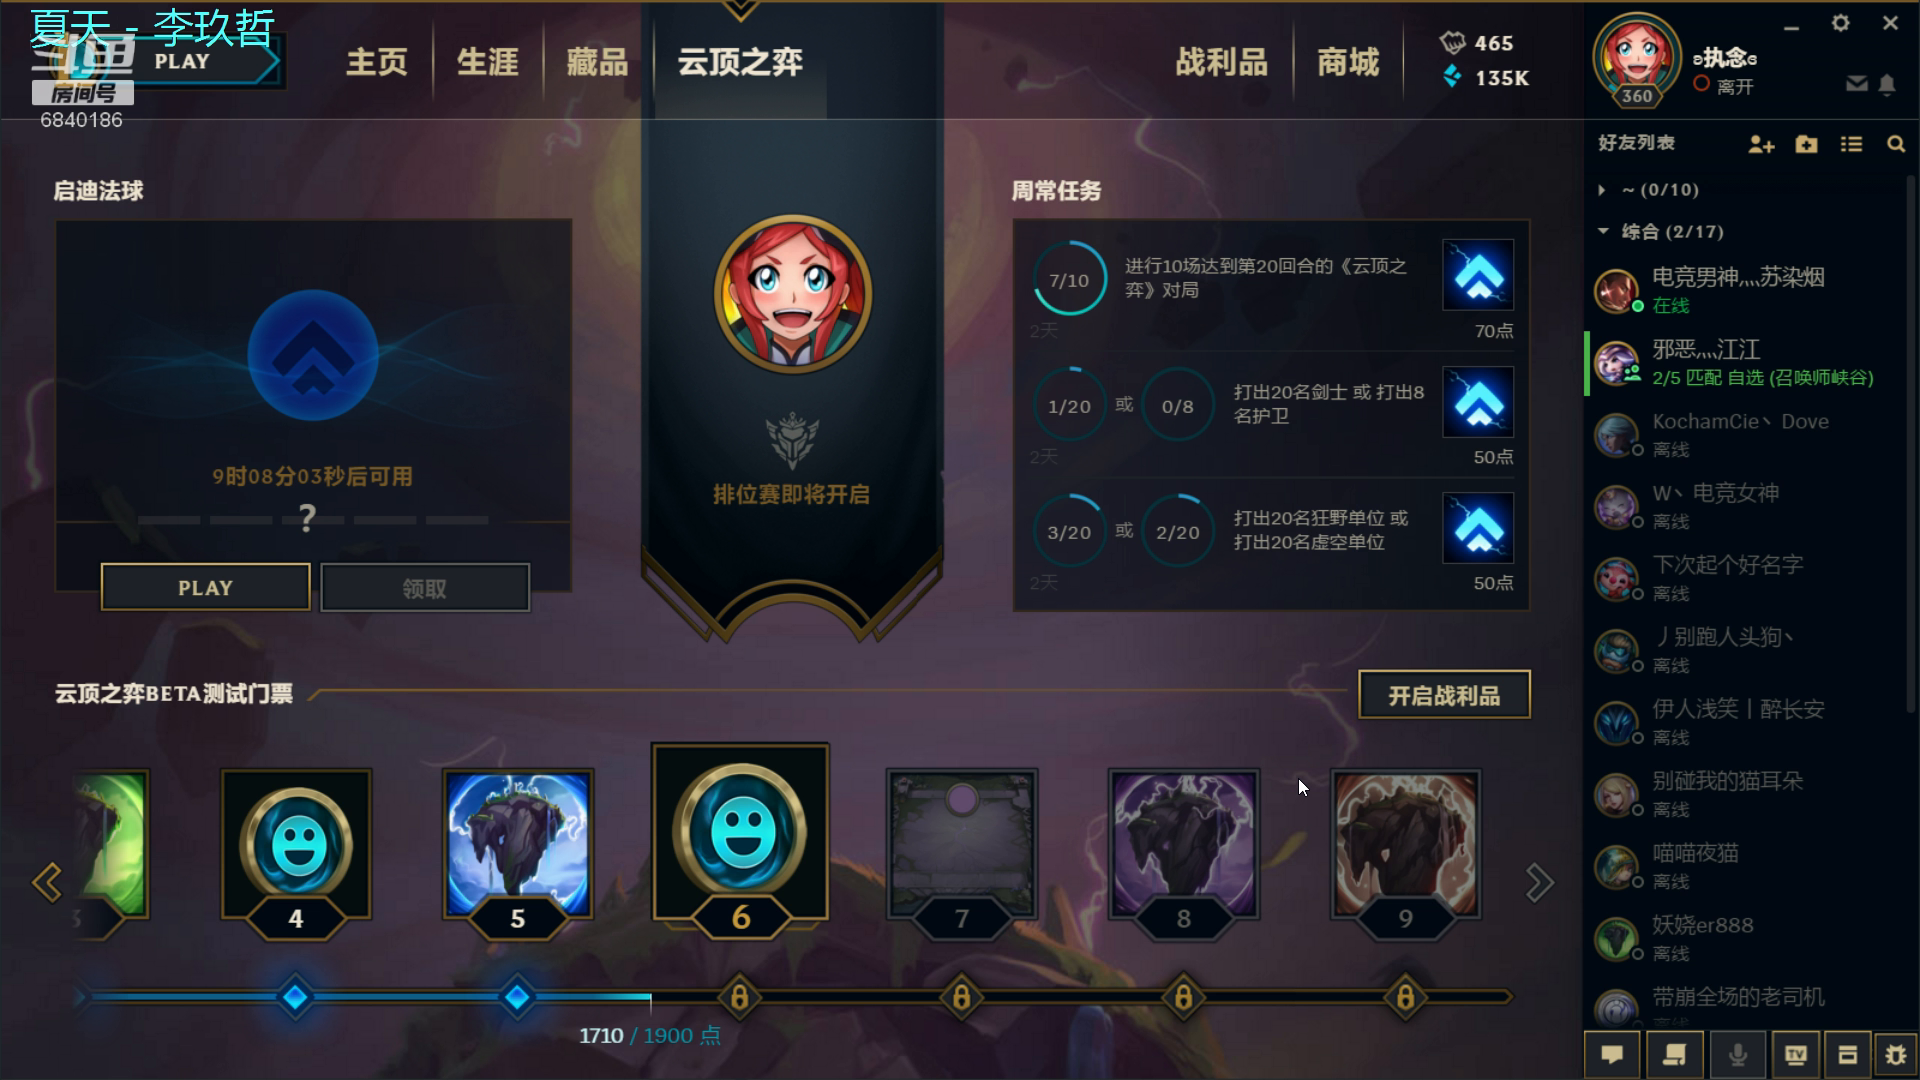 夏天 - 李玖哲
斗鱼
房间号
6840186
PLAY
主页
生涯
藏品
云顶之弈
战利品
商城
465
135K
360
ʚ执念ɞ
离开
好友列表
~ (0/10)
综合 (2/17)
电竞男神灬苏染烟
在线
邪恶灬江江
2/5 匹配 自选 (召唤师峡谷)
KochamCie丶 Dove
离线
W丶 电竞女神
离线
下次起个好名字
离线
丿别跑人头狗丶
离线
伊人浅笑丨醉长安
离线
别碰我的猫耳朵
离线
喵喵夜猫
离线
妖娆er888
离线
带崩全场的老司机
离线
启迪法球
9时08分03秒后可用
?
PLAY
领取
排位赛即将开启
周常任务
7/10
进行10场达到第20回合的《云顶之
弈》对局
2天
70点
1/20
或
0/8
打出20名剑士 或 打出8
名护卫
2天
50点
3/20
或
2/20
打出20名狂野单位 或
打出20名虚空单位
2天
50点
云顶之弈BETA测试门票
开启战利品
3
4
5
6
7
8
9
1710 / 1900 点
TV